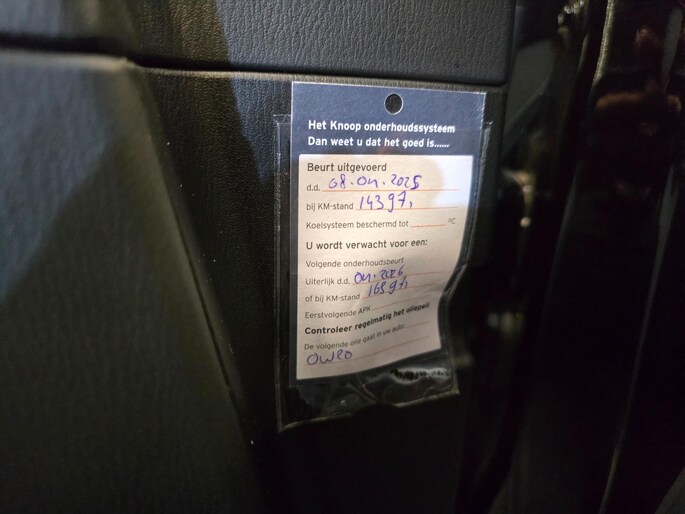 Het Knoop onderhoudssysteem
Dan weet u dat het goed is......
Beurt uitgevoerd
d.d. 08.04.2025
bij KM-stand 14397,
Koelsysteem beschermd tot °C
U wordt verwacht voor een:
Volgende onderhoudsbeurt
Uiterlijk d.d. 04.2026
of bij KM-stand
Eerstvolgende APK
Controleer regelmatig het oliepeil
De volgende olie gaat in uw auto:
0W20